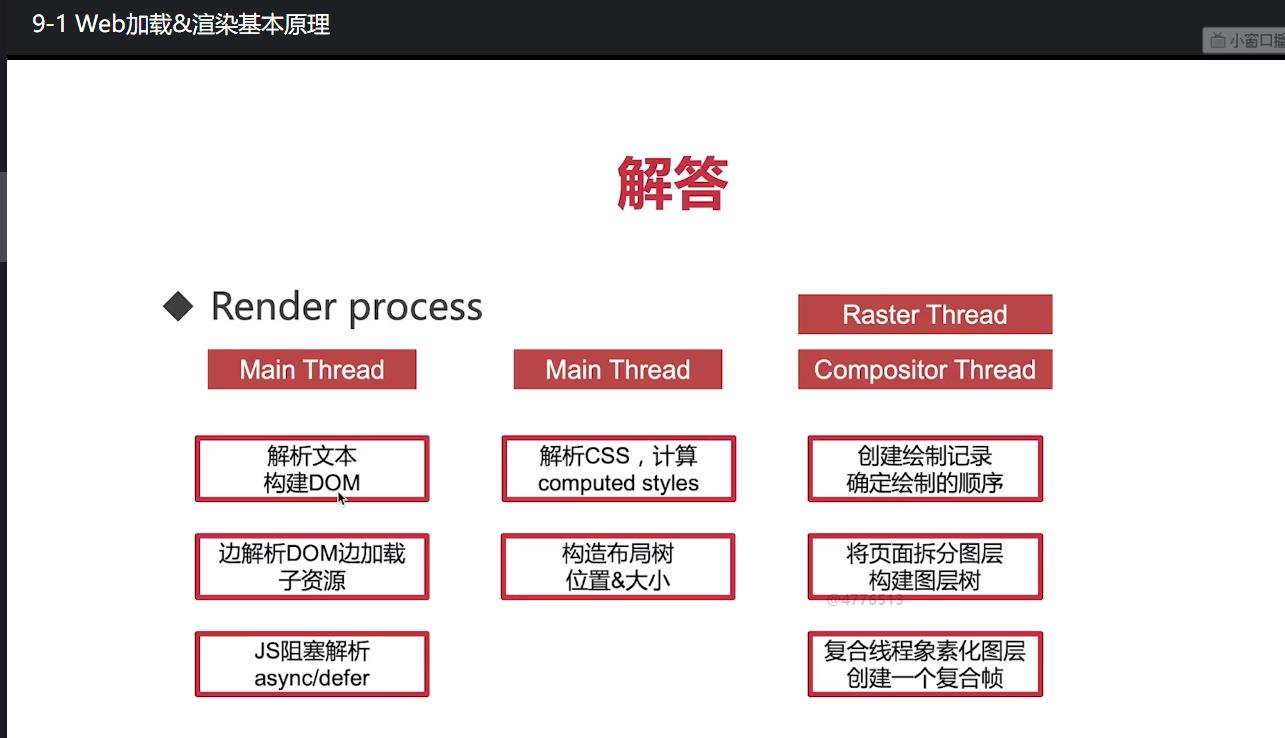 9-1 Web加载&渲染基本原理
小窗口播
解答
Render process
Raster Thread
Main Thread
Main Thread
Compositor Thread
解析文本
构建DOM
解析CSS，计算
computed styles
创建绘制记录
确定绘制的顺序
边解析DOM边加载
子资源
构造布局树
位置&大小
将页面拆分图层
构建图层树
@4776513
JS阻塞解析
async/defer
复合线程象素化图层
创建一个复合帧